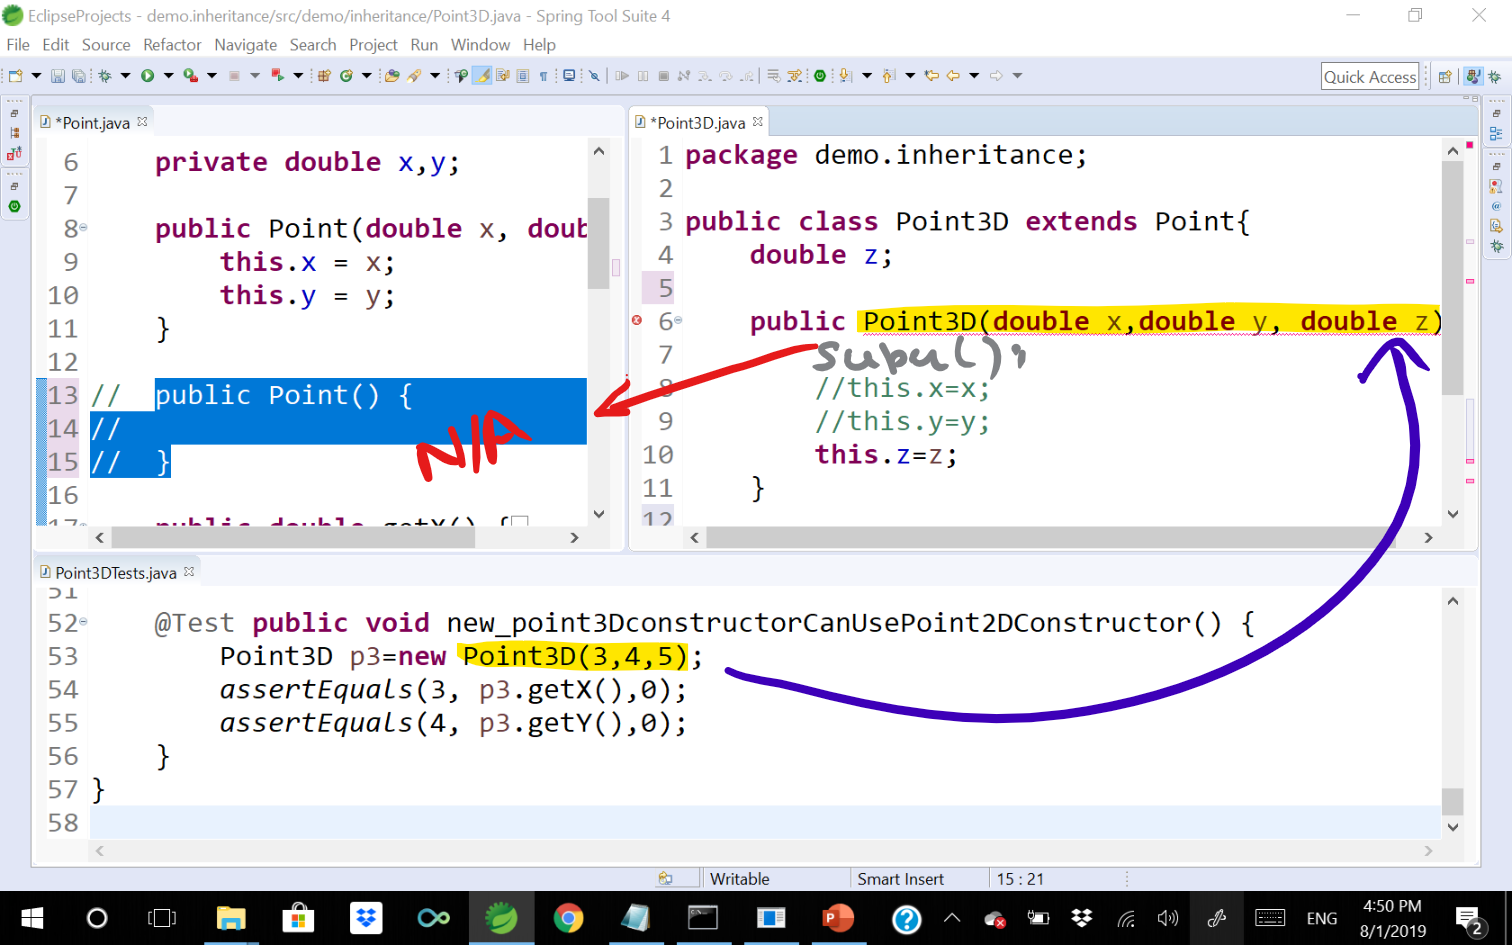 EclipseProjects - demo.inheritance/src/demo/inheritance/Point3D.java - Spring Tool Suite 4
File Edit Source Refactor Navigate Search Project Run Window Help
Quick Access
*Point.java
6 private double x,y;
7
8 public Point(double x, doub
9 this.x = x;
10 this.y = y;
11 }
12
13 // public Point() {
14 //
15 // }
16
17 public double getX() {
N/A
*Point3D.java
1 package demo.inheritance;
2
3 public class Point3D extends Point{
4 double z;
5
6 public Point3D(double x,double y, double z)
7 super();
8 //this.x=x;
9 //this.y=y;
10 this.z=z;
11 }
12
Point3DTests.java
51
52 @Test public void new_point3DconstructorCanUsePoint2DConstructor() {
53 Point3D p3=new Point3D(3,4,5);
54 assertEquals(3, p3.getX(),0);
55 assertEquals(4, p3.getY(),0);
56 }
57 }
58
Writable Smart Insert 15 : 21
ENG 4:50 PM
8/1/2019 2